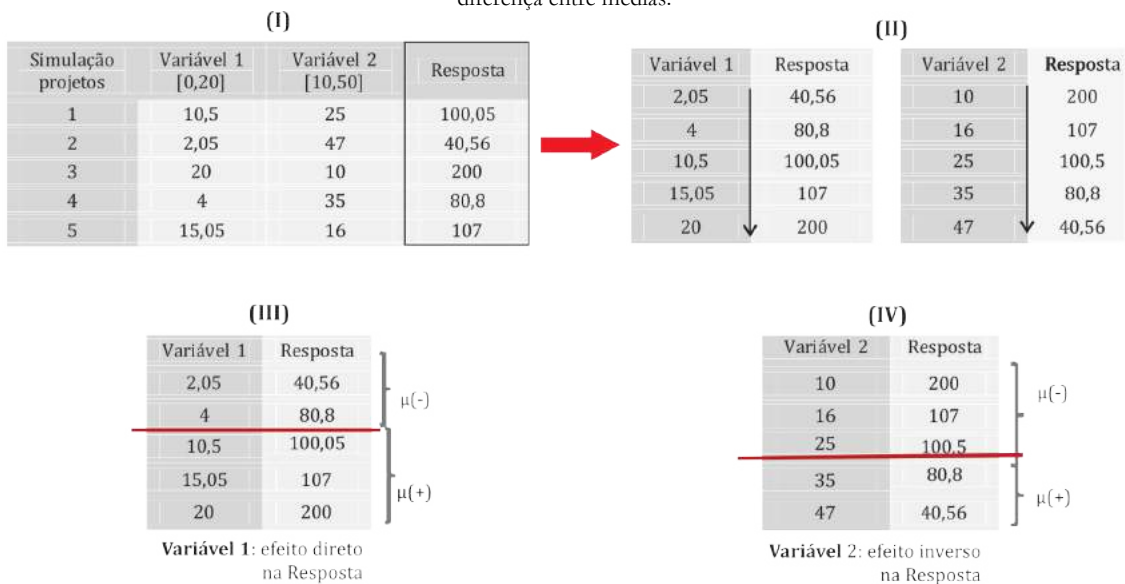 diferença entre médias.
(I)
Simulação projetos Variável 1 [0,20] Variável 2 [10,50] Resposta
1 10,5 25 100,05
2 2,05 47 40,56
3 20 10 200
4 4 35 80,8
5 15,05 16 107
(II)
Variável 1 Resposta
2,05 40,56
4 80,8
10,5 100,05
15,05 107
20 200
Variável 2 Resposta
10 200
16 107
25 100,5
35 80,8
47 40,56
(III)
Variável 1 Resposta
2,05 40,56
4 80,8
10,5 100,05
15,05 107
20 200
μ(-)
μ(+)
Variável 1: efeito direto
na Resposta
(IV)
Variável 2 Resposta
10 200
16 107
25 100,5
35 80,8
47 40,56
μ(-)
μ(+)
Variável 2: efeito inverso
na Resposta